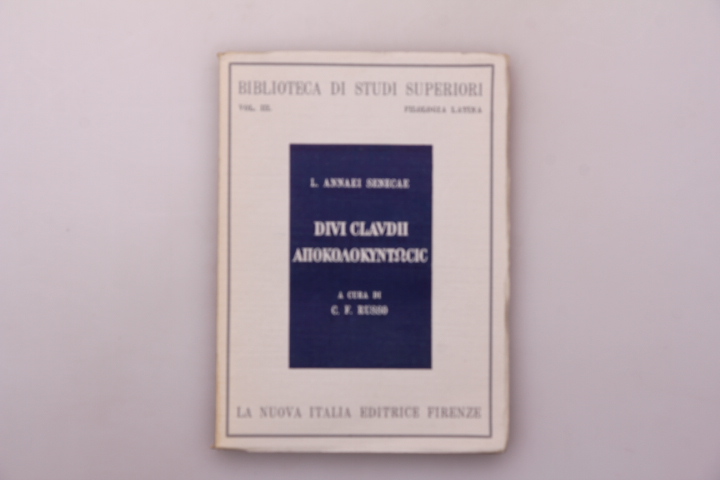 BIBLIOTECA DI STUDI SUPERIORI
VOL. III. FILOLOGIA LATINA
L. ANNAEI SENECAE
DIVI CLAVDII
ΑΠΟΚΟΛΟΚΥΝΤΩCΙC
A CURA DI
C. F. RUSSO
LA NUOVA ITALIA EDITRICE FIRENZE